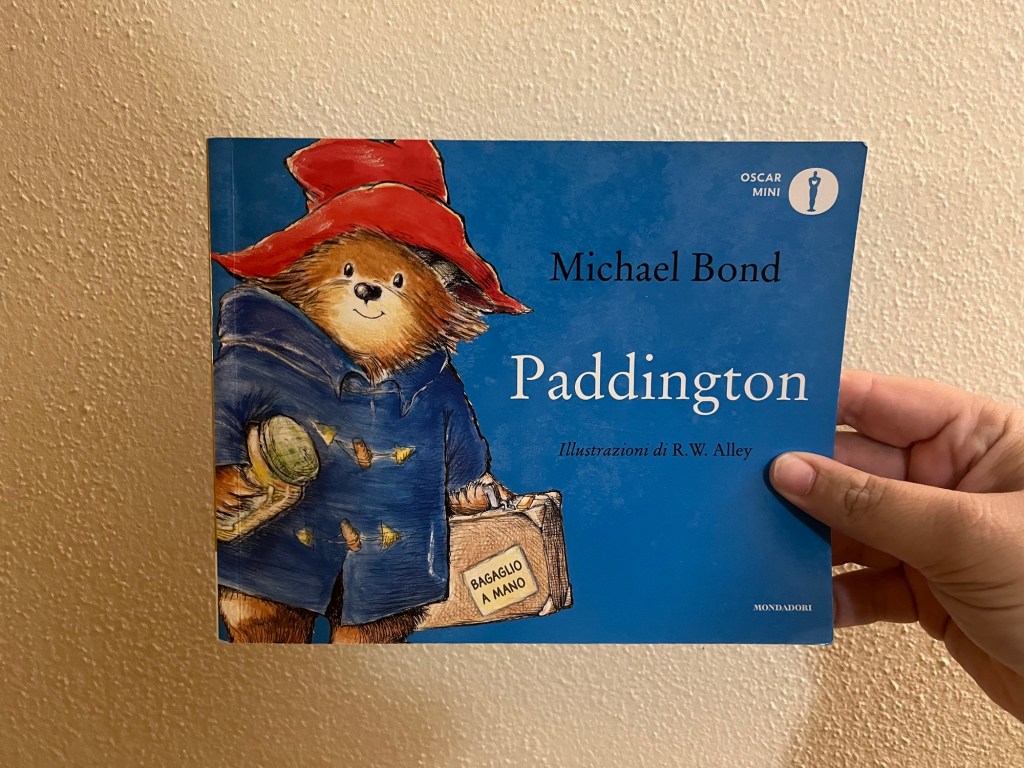 OSCAR
MINI
Michael Bond
Paddington
Illustrazioni di R.W. Alley
BAGAGLIO
A MANO
MONDADORI